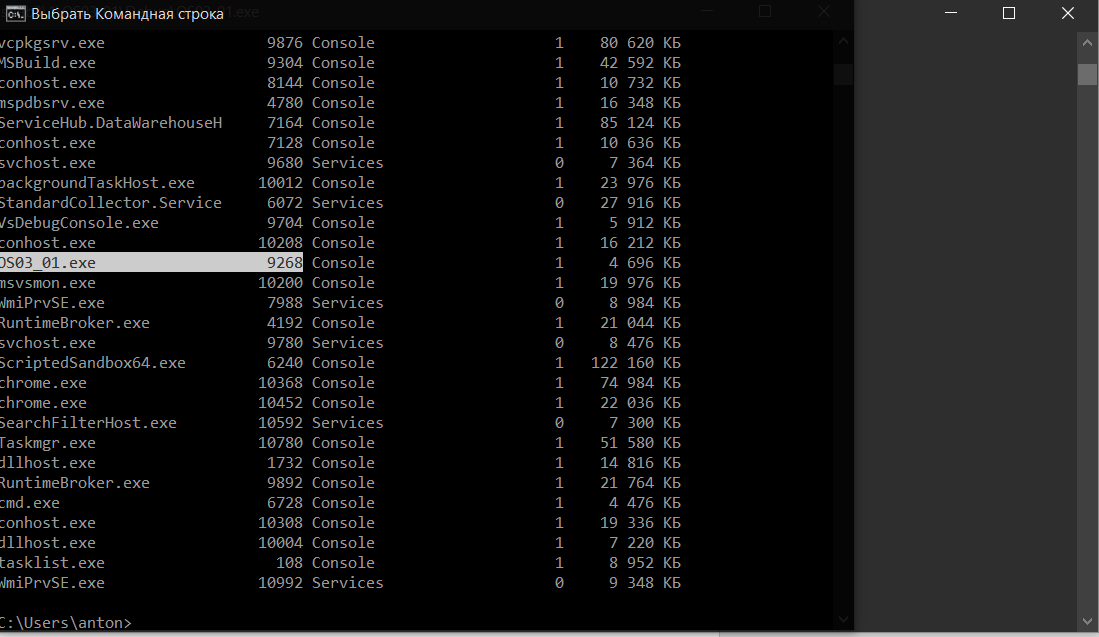 Выбрать Командная строка
vcpkgsrv.exe 9876 Console 1 80 620 КБ
MSBuild.exe 9304 Console 1 42 592 КБ
conhost.exe 8144 Console 1 10 732 КБ
mspdbsrv.exe 4780 Console 1 16 348 КБ
ServiceHub.DataWarehouseH 7164 Console 1 85 124 КБ
conhost.exe 7128 Console 1 10 636 КБ
svchost.exe 9680 Services 0 7 364 КБ
backgroundTaskHost.exe 10012 Console 1 23 976 КБ
StandardCollector.Service 6072 Services 0 27 916 КБ
VsDebugConsole.exe 9704 Console 1 5 912 КБ
conhost.exe 10208 Console 1 16 212 КБ
OS03_01.exe 9268 Console 1 4 696 КБ
msvsmon.exe 10200 Console 1 19 976 КБ
WmiPrvSE.exe 7988 Services 0 8 984 КБ
RuntimeBroker.exe 4192 Console 1 21 044 КБ
svchost.exe 9780 Services 0 8 476 КБ
ScriptedSandbox64.exe 6240 Console 1 122 160 КБ
chrome.exe 10368 Console 1 74 984 КБ
chrome.exe 10452 Console 1 22 036 КБ
SearchFilterHost.exe 10592 Services 0 7 300 КБ
Taskmgr.exe 10780 Console 1 51 580 КБ
dllhost.exe 1732 Console 1 14 816 КБ
RuntimeBroker.exe 9892 Console 1 21 764 КБ
cmd.exe 6728 Console 1 4 476 КБ
conhost.exe 10308 Console 1 19 336 КБ
dllhost.exe 10004 Console 1 7 220 КБ
tasklist.exe 108 Console 1 8 952 КБ
WmiPrvSE.exe 10992 Services 0 9 348 КБ
C:\Users\anton>